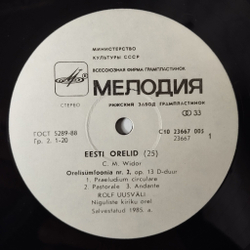 МИНИСТЕРСТВО
КУЛЬТУРЫ СССР
ВСЕСОЮЗНАЯ ФИРМА ГРАМПЛАСТИНОК
МЕЛОДИЯ
СТЕРЕО
РИЖСКИЙ ЗАВОД ГРАМПЛАСТИНОК
33
ГОСТ 5289-88
Гр. 2. 1-20
С10 23667 005
23667 1
EESTI ORELID (25)
C. M. Widor
Orelisümfoonia nr. 2, op. 13 D-duur
1. Praeludium circulare
2. Pastorale 3. Andante
ROLF UUSVÄLI
Niguliste kiriku orel
Salvestatud 1985. a.